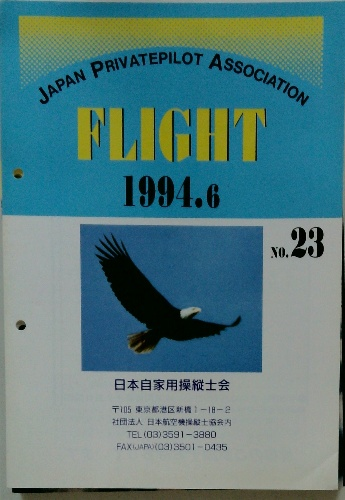 JAPAN PRIVATEPILOT ASSOCIATION
FLIGHT
1994.6
NO.23
日本自家用操縦士会
〒105 東京都港区新橋1－18－2
社団法人 日本航空機操縦士協会内
TEL(03)3591－3880
FAX(JAPA)(03)3501－0435